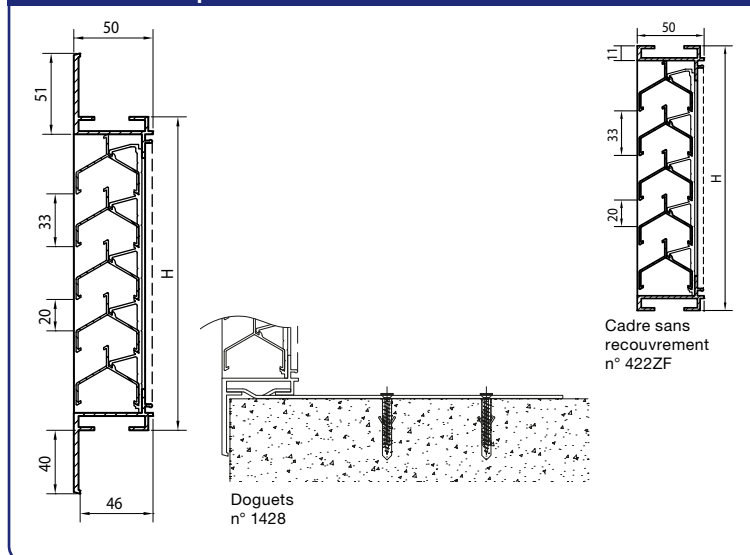 50
51
33
20
H
40
46
Doguets
n° 1428
50
11
33
20
H
Cadre sans
recouvrement
n° 422ZF